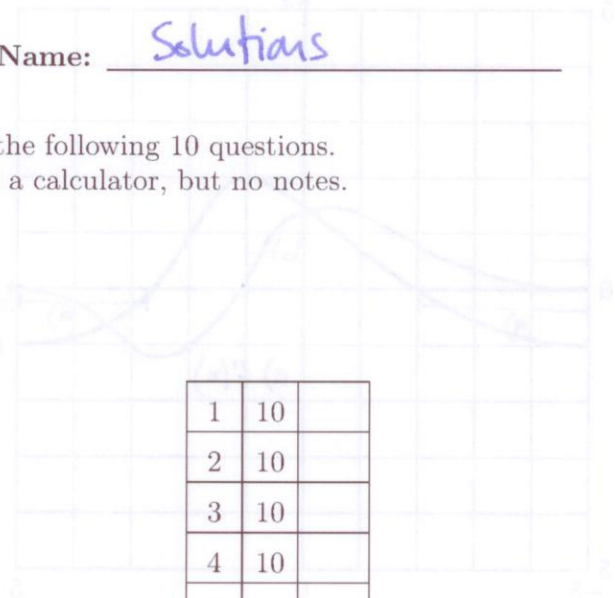 Name: Solutions
the following 10 questions.
a calculator, but no notes.
1 10
2 10
3 10
4 10